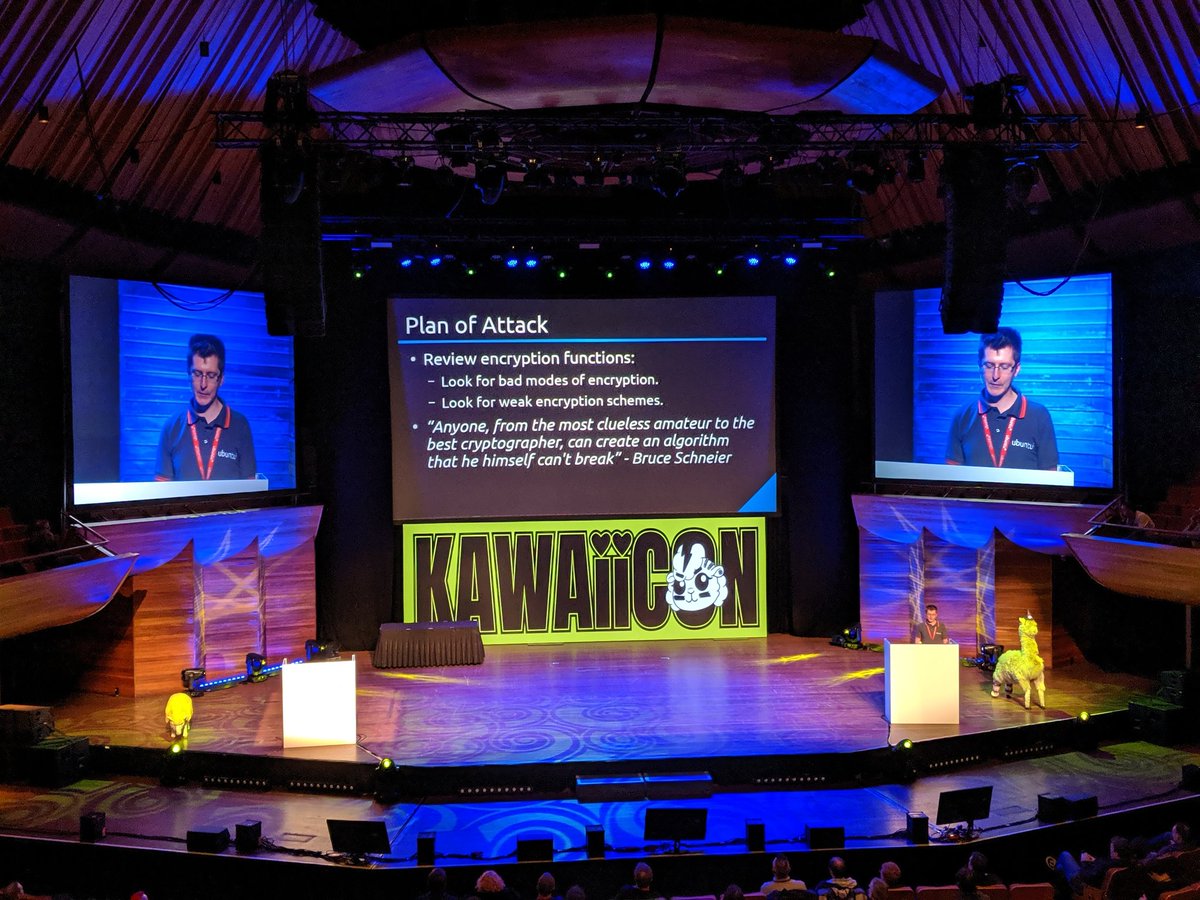 Plan of Attack
• Review encryption functions:
– Look for bad modes of encryption.
– Look for weak encryption schemes.
• “Anyone, from the most clueless amateur to the
best cryptographer, can create an algorithm
that he himself can't break” - Bruce Schneier
KAWAiiCON
ubuntu
ubuntu